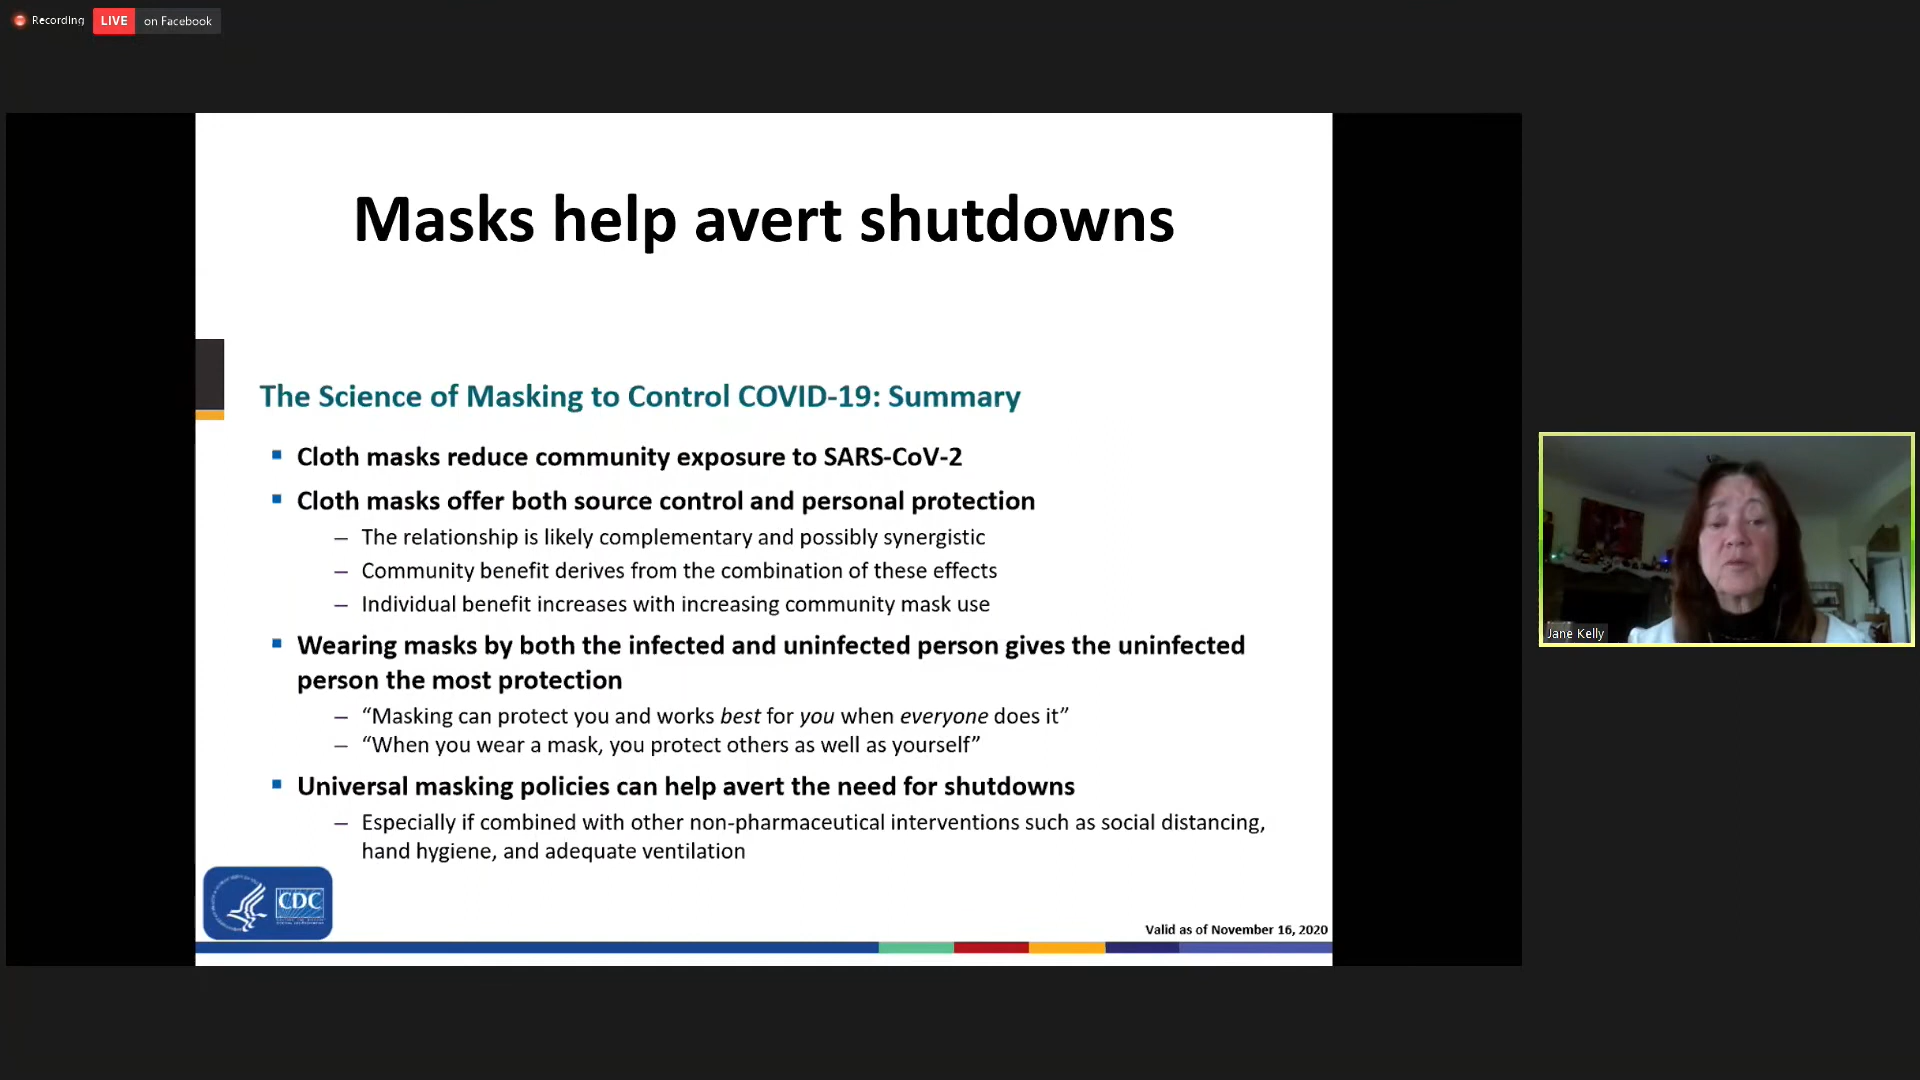 Recording LIVE on Facebook
Masks help avert shutdowns
The Science of Masking to Control COVID-19: Summary
Cloth masks reduce community exposure to SARS-CoV-2
Cloth masks offer both source control and personal protection
– The relationship is likely complementary and possibly synergistic
– Community benefit derives from the combination of these effects
– Individual benefit increases with increasing community mask use
Wearing masks by both the infected and uninfected person gives the uninfected
person the most protection
– “Masking can protect you and works best for you when everyone does it”
– “When you wear a mask, you protect others as well as yourself”
Universal masking policies can help avert the need for shutdowns
– Especially if combined with other non-pharmaceutical interventions such as social distancing,
hand hygiene, and adequate ventilation
CDC
Valid as of November 16, 2020
Jane Kelly